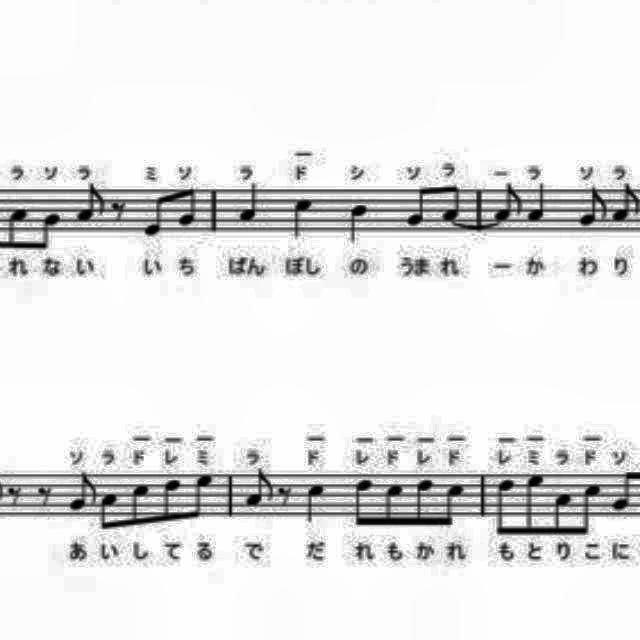 ラ ソ ラ ミ ソ ラ ド シ ソ ラ ー ラ ソ ラ
れ な い い ち ばん ぼし の うま れ ー か わ り
ソ ラ ド レ ミ ラ ド レ ド レ ド レ ミ ラ ド ソ
あ い し て る で だ れ も か れ も と り こ に